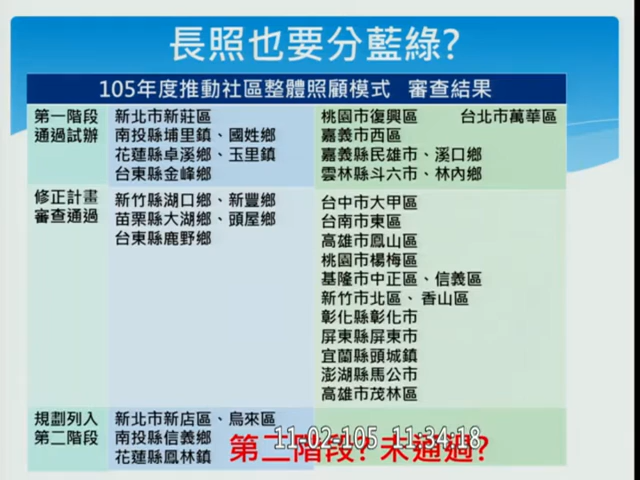 長照也要分藍綠?
105年度推動社區整體照顧模式 審查結果
第一階段
通過試辦
新北市新莊區
南投縣埔里鎮、國姓鄉
花蓮縣卓溪鄉、玉里鎮
台東縣金峰鄉
桃園市復興區 台北市萬華區
嘉義市西區
嘉義縣民雄市、溪口鄉
雲林縣斗六市、林內鄉
修正計畫
審查通過
新竹縣湖口鄉、新豐鄉
苗栗縣大湖鄉、頭屋鄉
台東縣鹿野鄉
台中市大甲區
台南市東區
高雄市鳳山區
桃園市楊梅區
基隆市中正區、信義區
新竹市北區、香山區
彰化縣彰化市
屏東縣屏東市
宜蘭縣頭城鎮
澎湖縣馬公市
高雄市茂林區
規劃列入
第二階段
新北市新店區、烏來區
南投縣信義鄉
花蓮縣鳳林鎮
第二階段? 未通過?
11-02-105 11:34:18